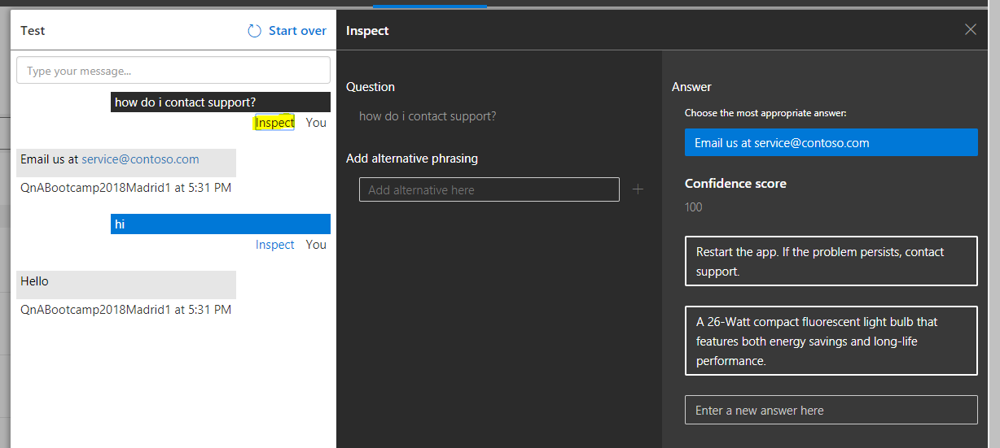 Test
Start over
Type your message...
how do i contact support?
Inspect You
Email us at service@contoso.com
QnABootcamp2018Madrid1 at 5:31 PM
hi
Inspect You
Hello
QnABootcamp2018Madrid1 at 5:31 PM
Inspect
Question
how do i contact support?
Add alternative phrasing
Add alternative here
Answer
Choose the most appropriate answer:
Email us at service@contoso.com
Confidence score
100
Restart the app. If the problem persists, contact
support.
A 26-Watt compact fluorescent light bulb that
features both energy savings and long-life
performance.
Enter a new answer here